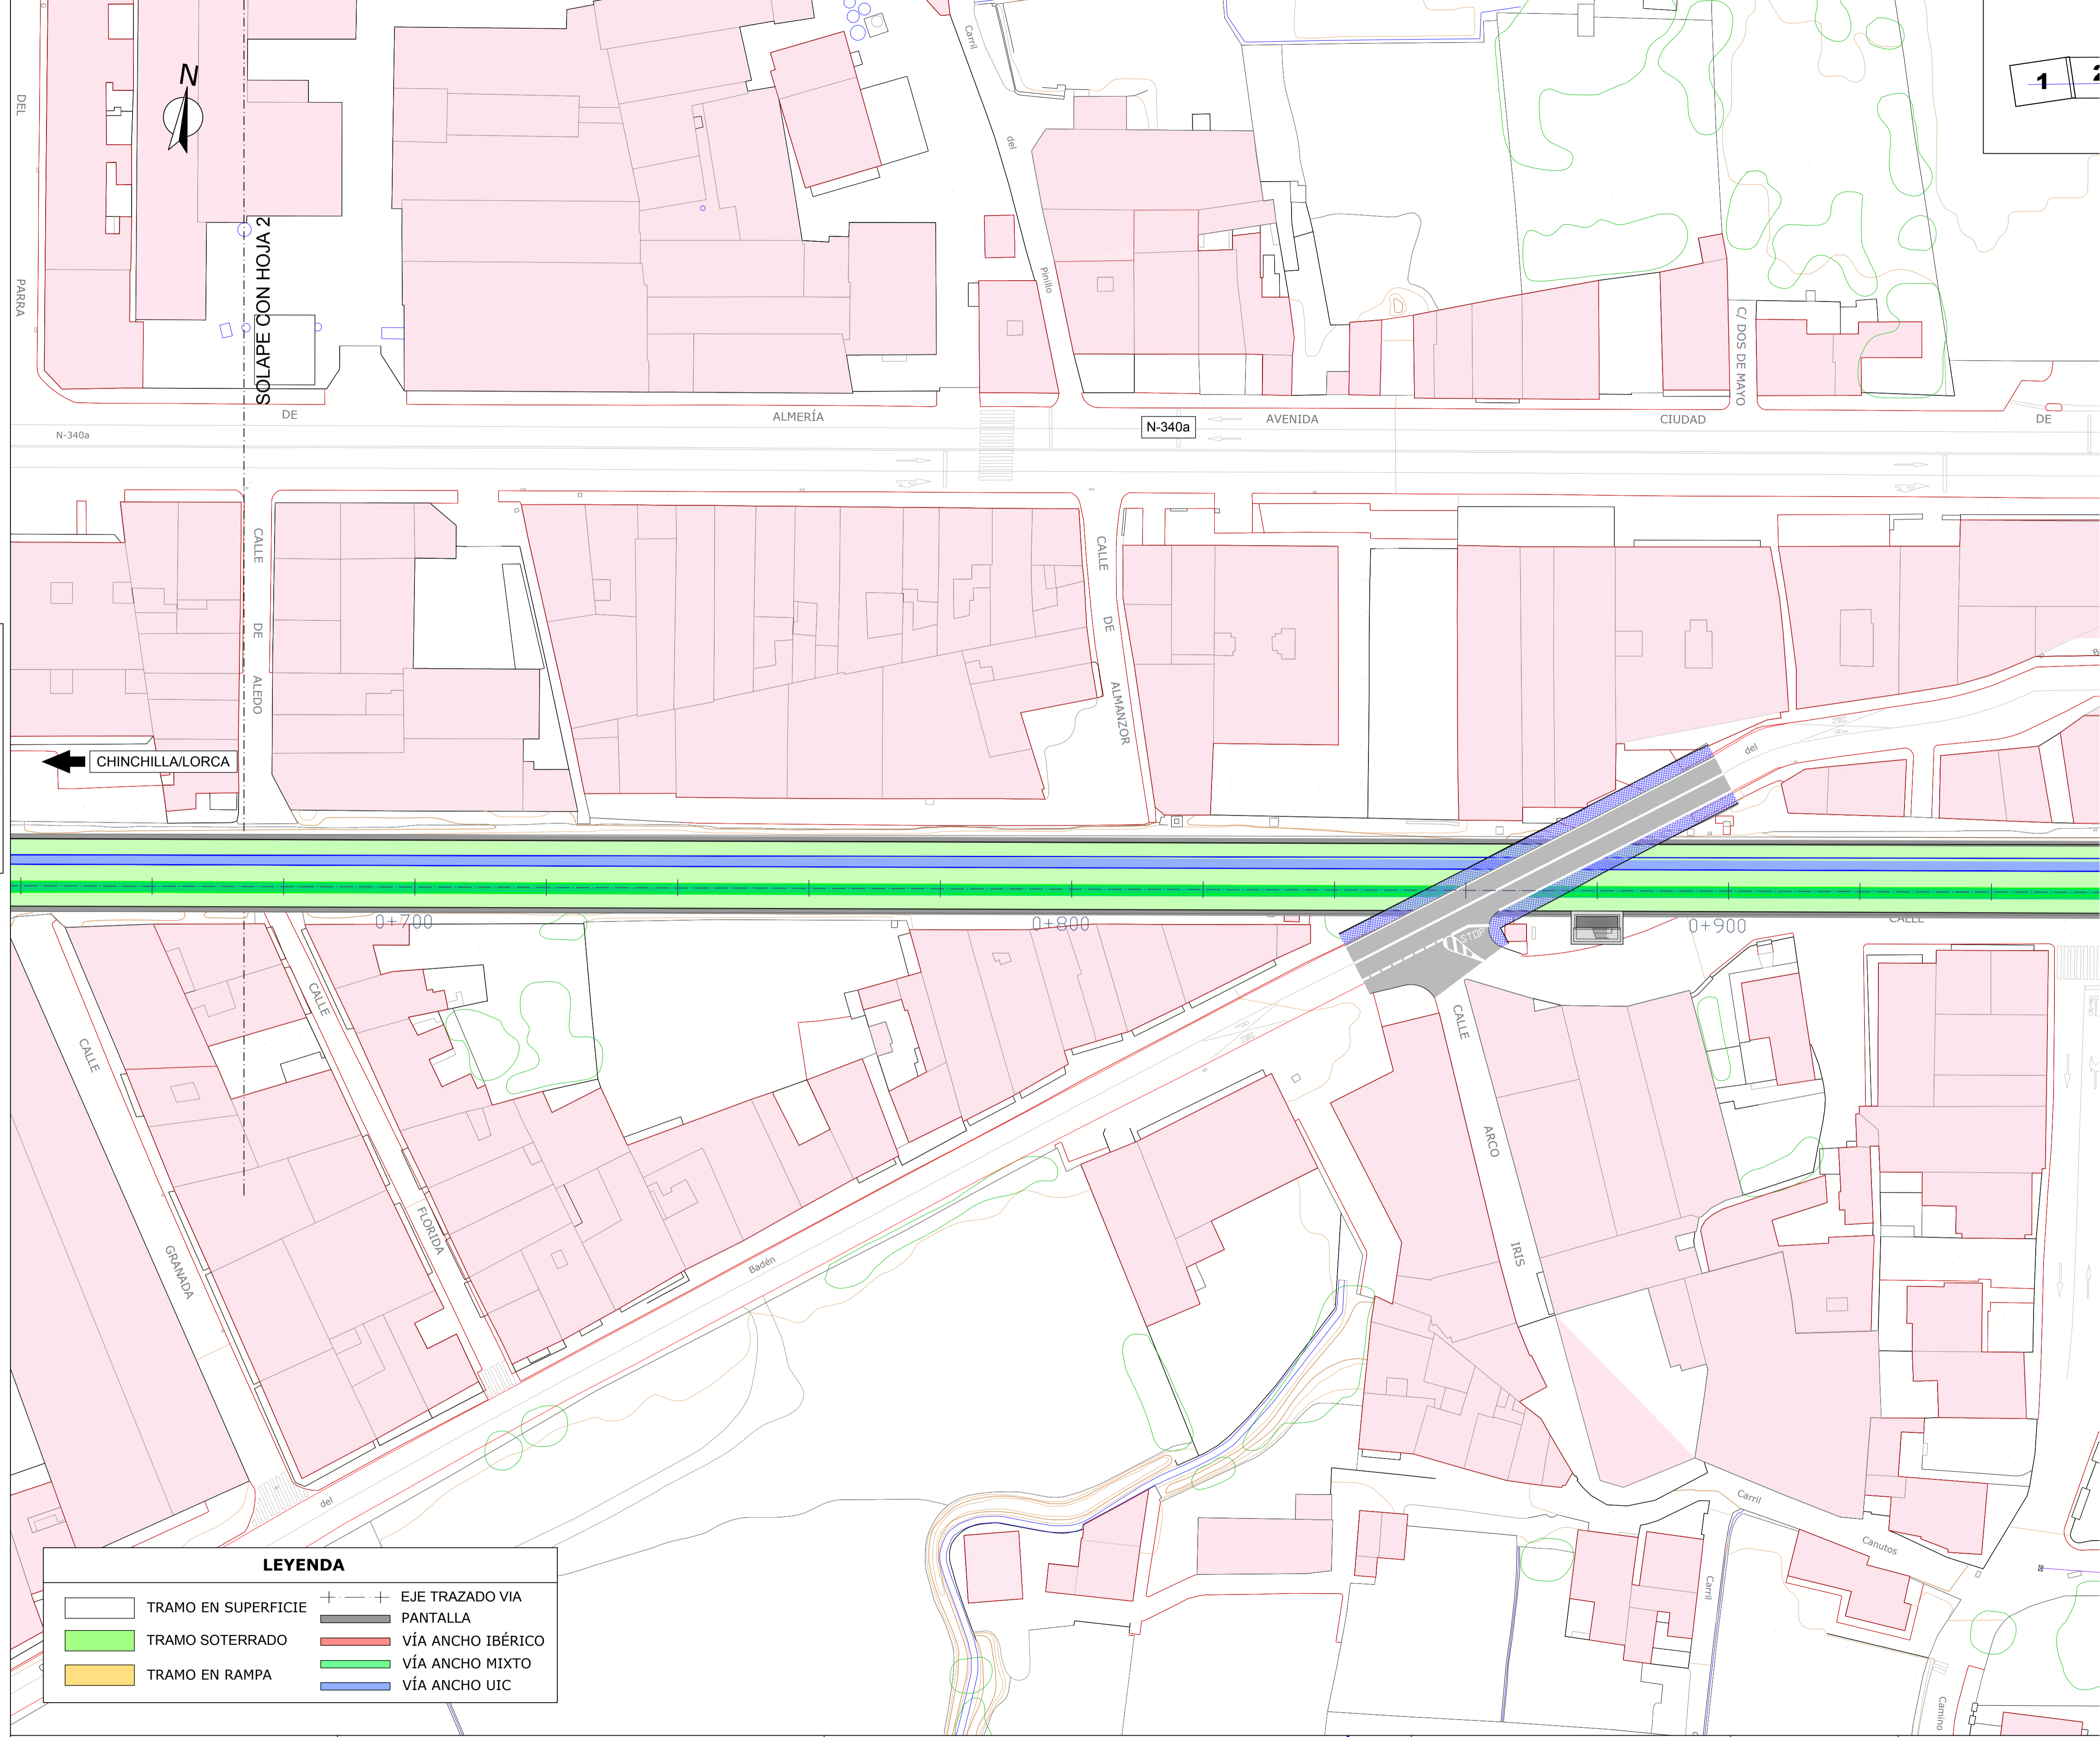 Carril
DEL
N
1
2
del
PARRA
SOLAPE CON HOJA 2
Pinillo
C/ DOS DE MAYO
DE
ALMERÍA
AVENIDA
CIUDAD
DE
N-340a
N-340a
CALLE
DE
ALEDO
CALLE
DE
ALMANZOR
CHINCHILLA/LORCA
del
0+700
0+800
0+900
CALLE
STOP
CALLE
GRANADA
CALLE
FLORIDA
CALLE
ARCO
IRIS
Badén
del
Carril
Canutos
Carril
Camino
LEYENDA
TRAMO EN SUPERFICIE
TRAMO SOTERRADO
TRAMO EN RAMPA
EJE TRAZADO VIA
PANTALLA
VÍA ANCHO IBÉRICO
VÍA ANCHO MIXTO
VÍA ANCHO UIC